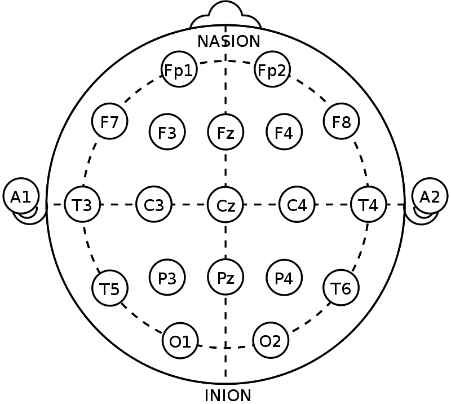 NASION
Fp1 Fp2
F7 F3 Fz F4 F8
A1 T3 C3 Cz C4 T4 A2
T5 P3 Pz P4 T6
O1 O2
INION